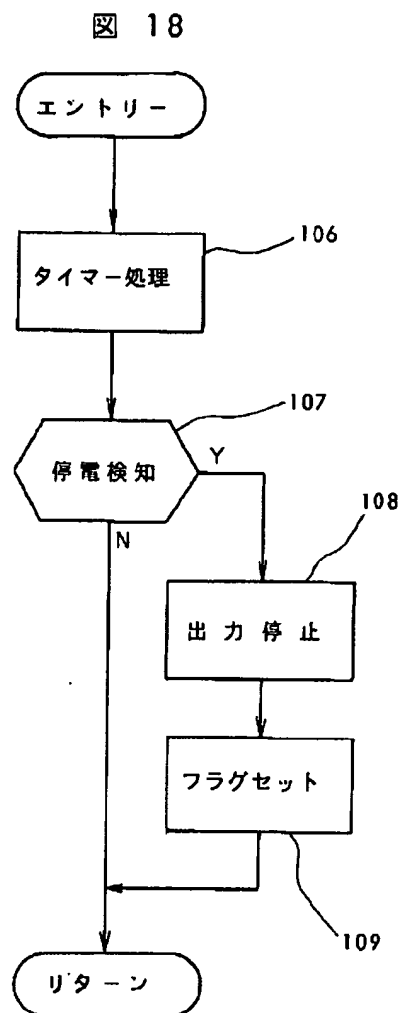 図 18
エントリー
106
タイマー処理
107
停電検知
Y
N
108
出力停止
フラグセット
109
リターン